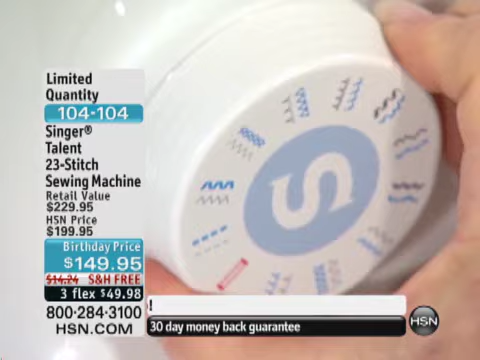 Limited
Quantity
104-104
Singer®
Talent
23-Stitch
Sewing Machine
Retail Value
$229.95
HSN Price
$199.95
Birthday Price
$149.95
$14.24 S&H FREE
3 flex $49.98
800·284·3100
HSN.COM
S
!
30 day money back guarantee
HSN